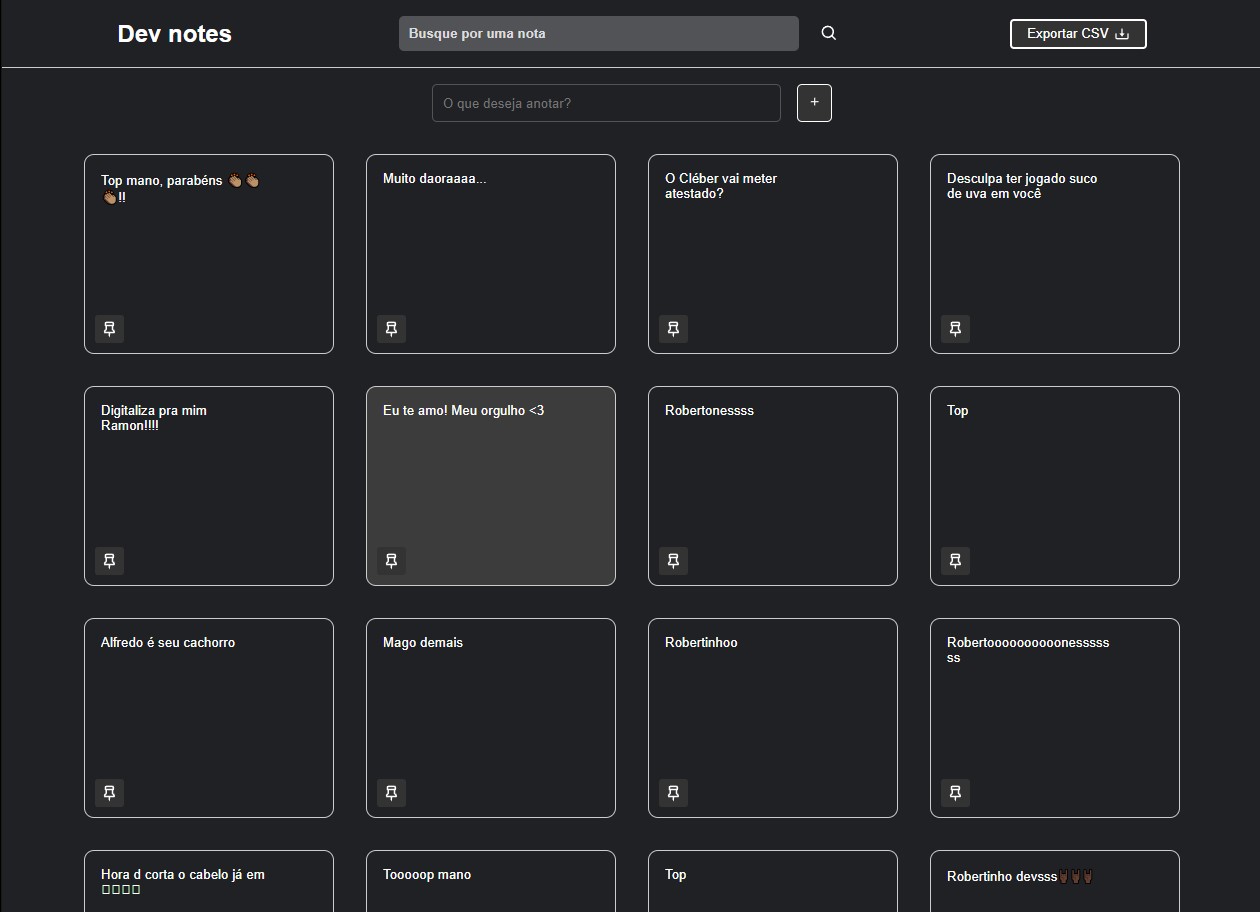 Dev notes
Busque por uma nota
Exportar CSV
O que deseja anotar?
+
Top mano, parabéns 👏🏽 👏🏽
👏🏽!!
Muito daoraaaa...
O Cléber vai meter
atestado?
Desculpa ter jogado suco
de uva em você
Digitaliza pra mim
Ramon!!!!
Eu te amo! Meu orgulho <3
Robertonessss
Top
Alfredo é seu cachorro
Mago demais
Robertinhoo
Robertoooooooooonesssss
ss
Hora d corta o cabelo já em
Tooooop mano
Top
Robertinho devsss🤘🏿🤘🏿🤘🏿